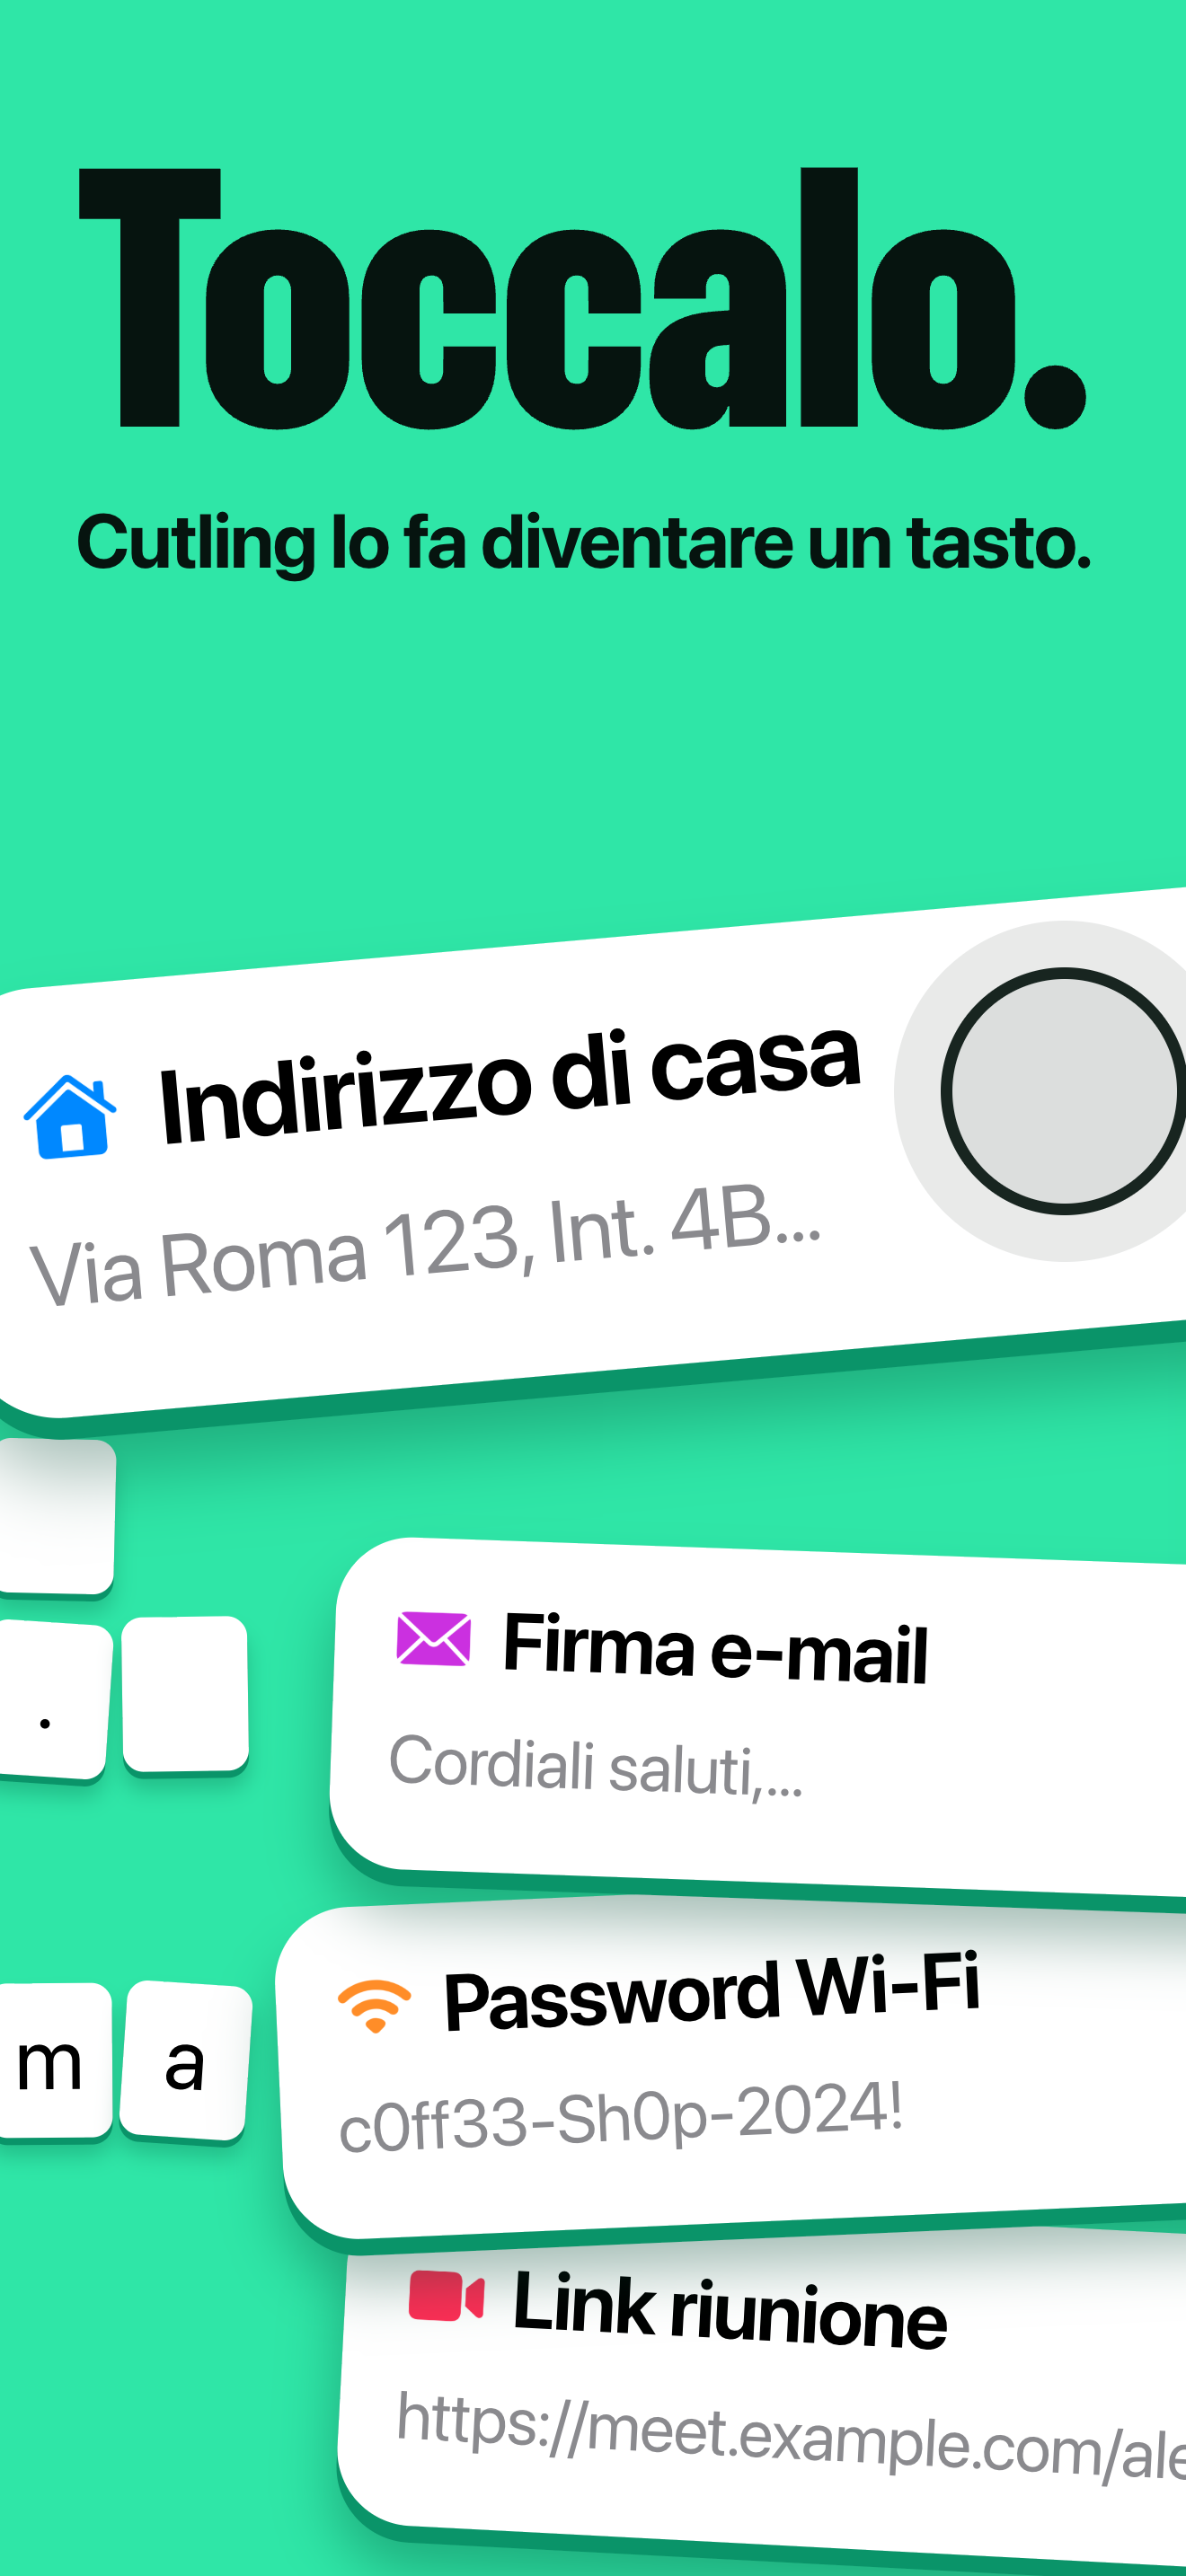 Toccalo.
Cutling lo fa diventare un tasto.
Indirizzo di casa
Via Roma 123, Int. 4B...
.
Firma e-mail
Cordiali saluti,...
m a
Password Wi-Fi
c0ff33-Sh0p-2024!
Link riunione
https://meet.example.com/ale